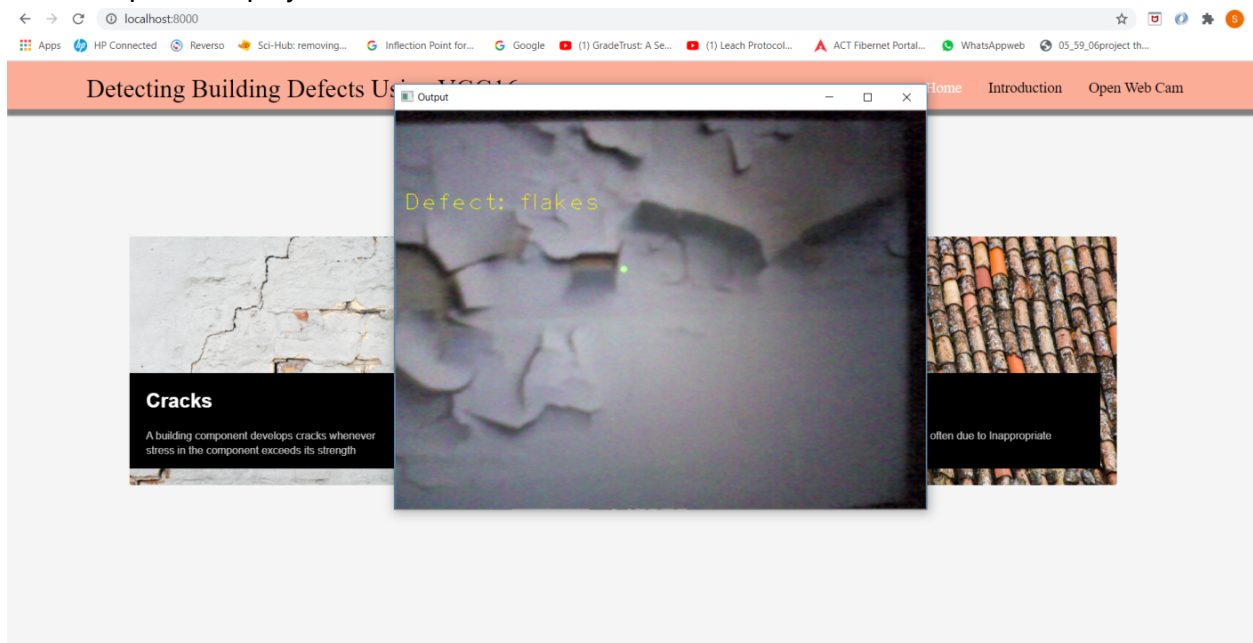 localhost:8000
Apps HP Connected Reverso Sci-Hub: removing... Inflection Point for... Google (1) GradeTrust: A Se... (1) Leach Protocol... ACT Fibernet Portal... WhatsAppweb 05_59_06project th...
Detecting Building Defects Using VGG16
Home Introduction Open Web Cam
Output
Defect: flakes
Cracks
A building component develops cracks whenever
stress in the component exceeds its strength
often due to Inappropriate